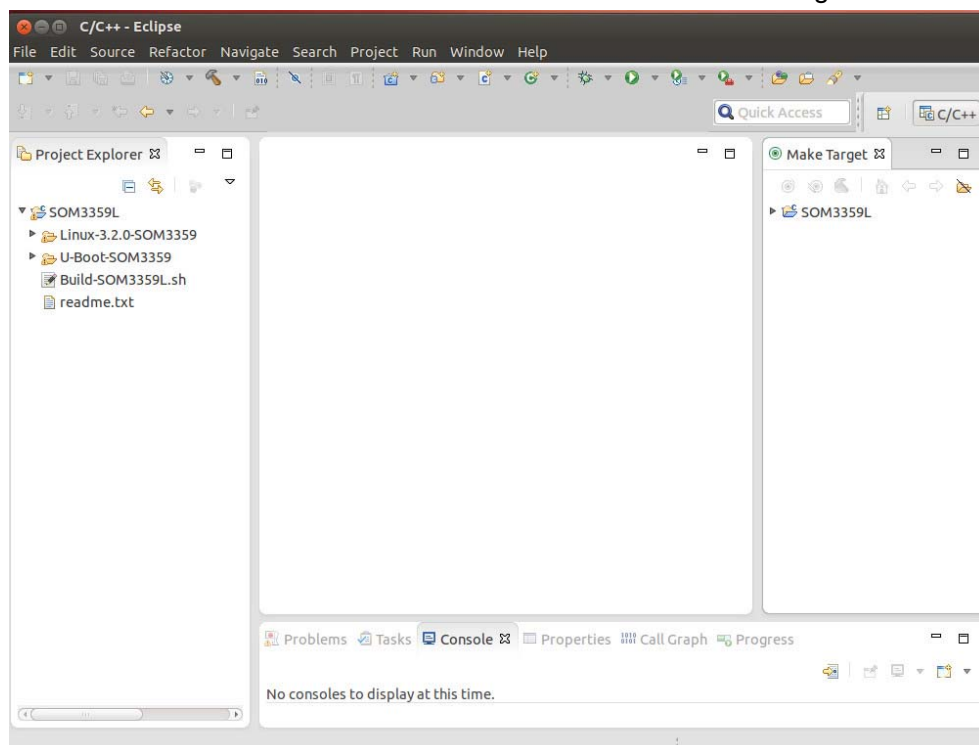 C/C++ - Eclipse
File Edit Source Refactor Navigate Search Project Run Window Help
Quick Access
C/C++
Project Explorer
Make Target
SOM3359L
Linux-3.2.0-SOM3359
U-Boot-SOM3359
Build-SOM3359L.sh
readme.txt
SOM3359L
Problems Tasks Console Properties Call Graph Progress
No consoles to display at this time.